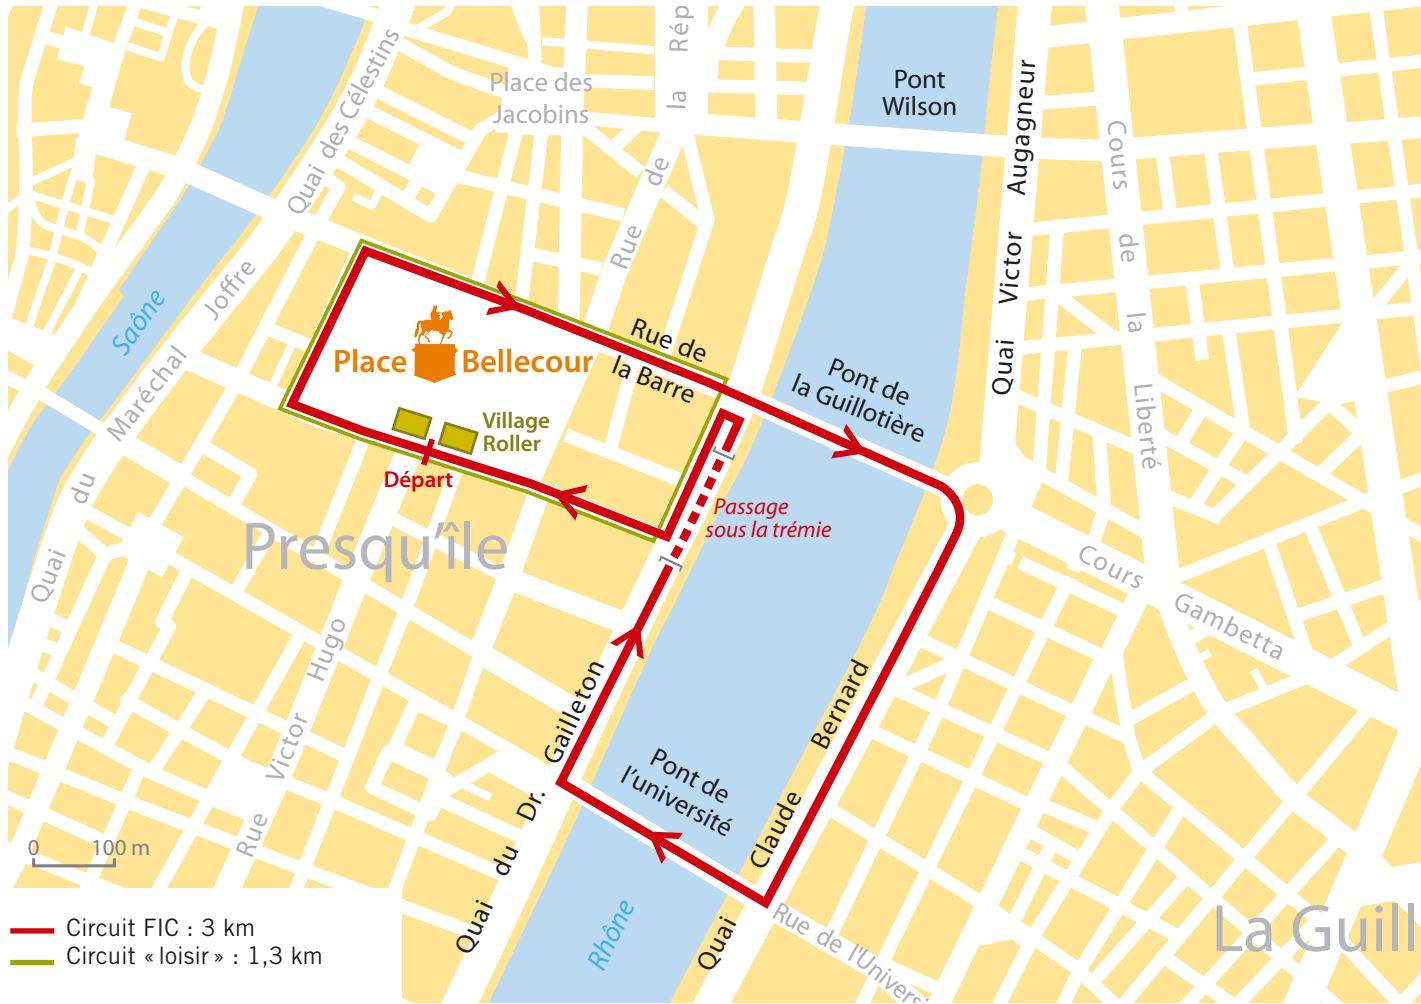 Quai des Célestins
Place des
Jacobins
Rue de la Rép
Pont
Wilson
Quai Victor Augagneur
Cours de la Liberté
Saône
Quai du Maréchal Joffre
Place Bellecour
Rue de
la Barre
Pont de
la Guillotière
Village
Roller
Départ
Passage
sous la trémie
Presqu'île
Cours Gambetta
Rue Victor Hugo
Quai du Dr. Gailleton
Pont de
l'université
Quai Claude Bernard
Rhône
Rue de l'Universi
La Guill
0 100 m
Circuit FIC : 3 km
Circuit « loisir » : 1,3 km